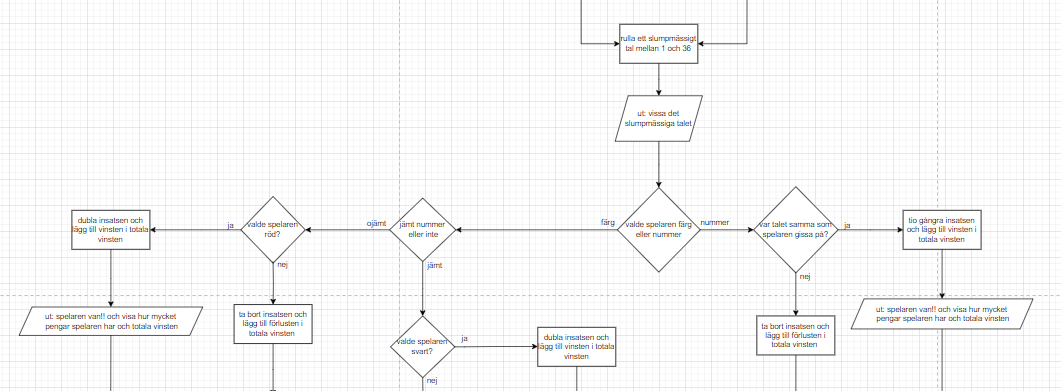 rulla ett slumpmässigt
tal mellan 1 och 36
ut: vissa det
slumpmässiga talet
valde spelaren färg
eller nummer
färg
nummer
jämt nummer
eller inte
ojämt
jämt
valde spelaren
röd?
ja
nej
dubla insatsen och
lägg till vinsten i totala
vinsten
ut: spelaren van!! och visa hur mycket
pengar spelaren har och totala vinsten
ta bort insatsen och
lägg till förlusten i
totala vinsten
valde spelaren
svart?
ja
nej
dubla insatsen och
lägg till vinsten i totala
vinsten
var talet samma som
spelaren gissa på?
ja
nej
tio gångra insatsen
och lägg till vinsten i
totala vinsten
ut: spelaren van!! och visa hur mycket
pengar spelaren har och totala vinsten
ta bort insatsen och
lägg till förlusten i
totala vinsten